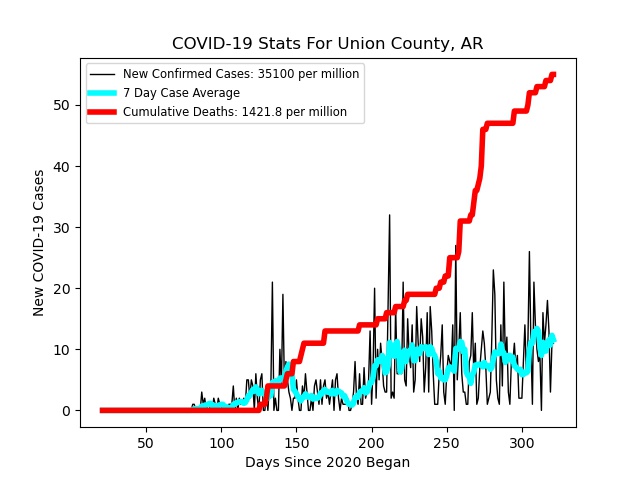 COVID-19 Stats For Union County, AR
New Confirmed Cases: 35100 per million
7 Day Case Average
Cumulative Deaths: 1421.8 per million
New COVID-19 Cases
50
40
30
20
10
0
50 100 150 200 250 300
Days Since 2020 Began